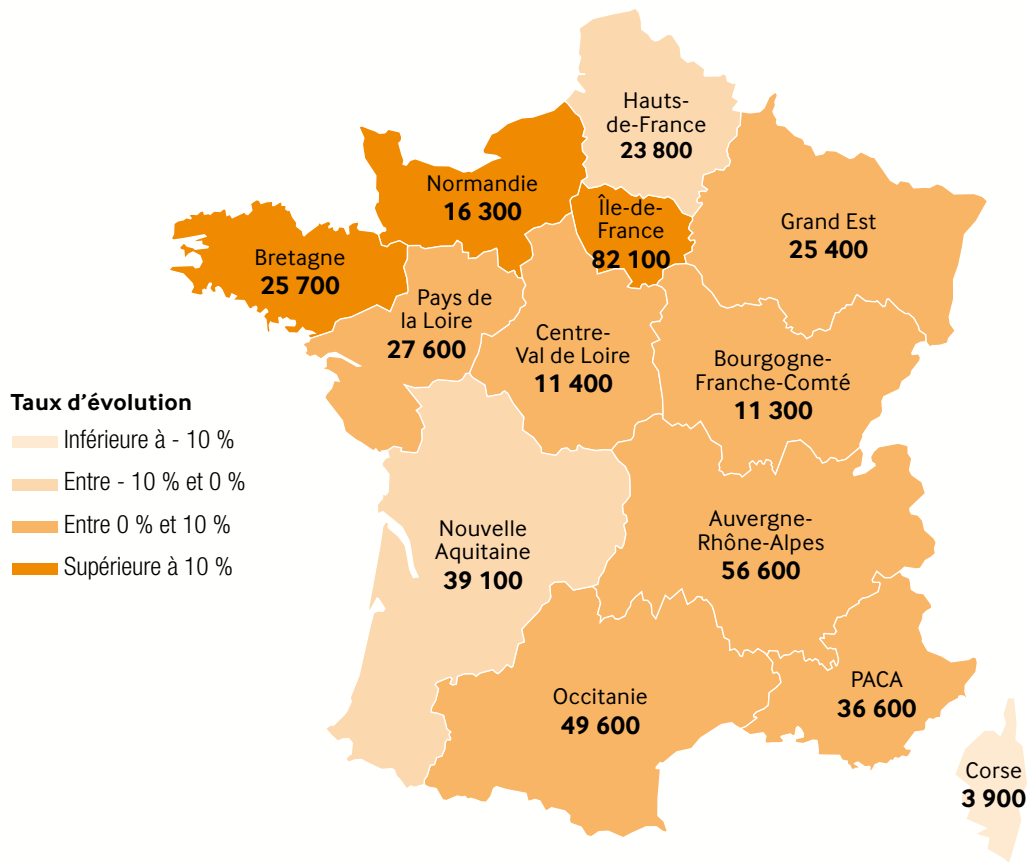 Hauts-
de-France
23 800
Normandie
16 300
Île-de-
France
82 100
Grand Est
25 400
Bretagne
25 700
Pays de
la Loire
27 600
Centre-
Val de Loire
11 400
Bourgogne-
Franche-Comté
11 300
Taux d'évolution
Inférieure à - 10 %
Entre - 10 % et 0 %
Entre 0 % et 10 %
Supérieure à 10 %
Nouvelle
Aquitaine
39 100
Auvergne-
Rhône-Alpes
56 600
Occitanie
49 600
PACA
36 600
Corse
3 900